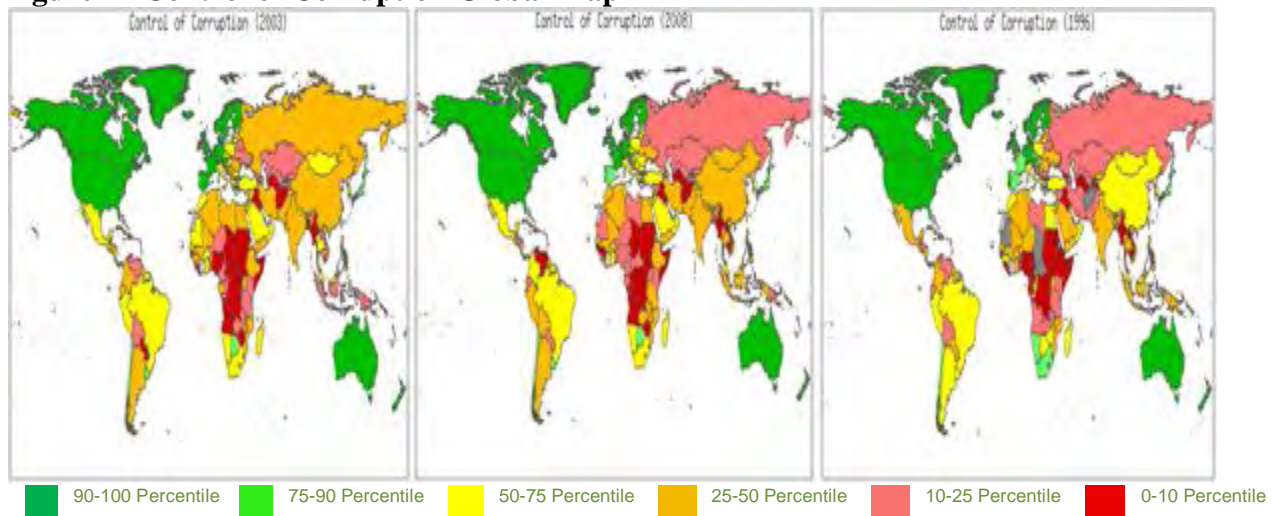 Control of Corruption (2003)
Control of Corruption (2008)
Control of Corruption (1996)
90-100 Percentile
75-90 Percentile
50-75 Percentile
25-50 Percentile
10-25 Percentile
0-10 Percentile